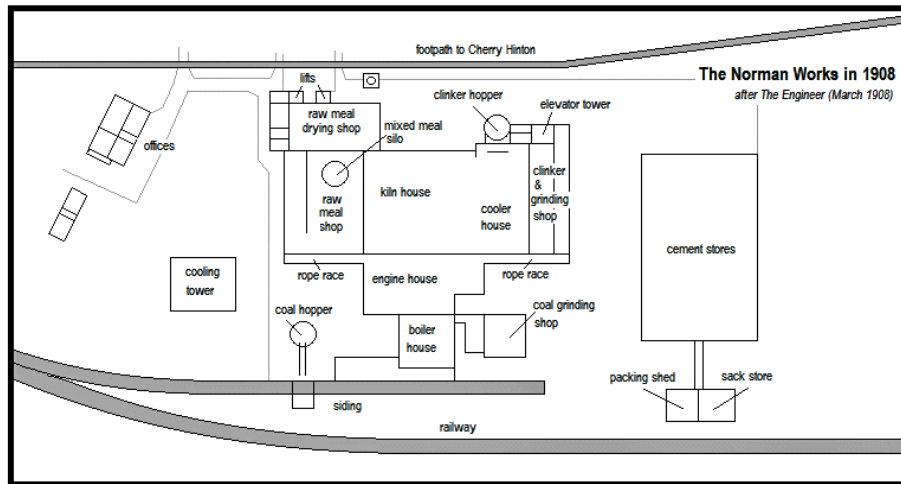 footpath to Cherry Hinton
The Norman Works in 1908
after The Engineer (March 1908)
lifts
clinker hopper
elevator tower
raw meal
drying shop
mixed meal
silo
offices
clinker
&
grinding
shop
kiln house
raw
meal
shop
cooler
house
cement stores
rope race
engine house
rope race
cooling
tower
coal hopper
coal grinding
shop
boiler
house
packing shed
sack store
siding
railway